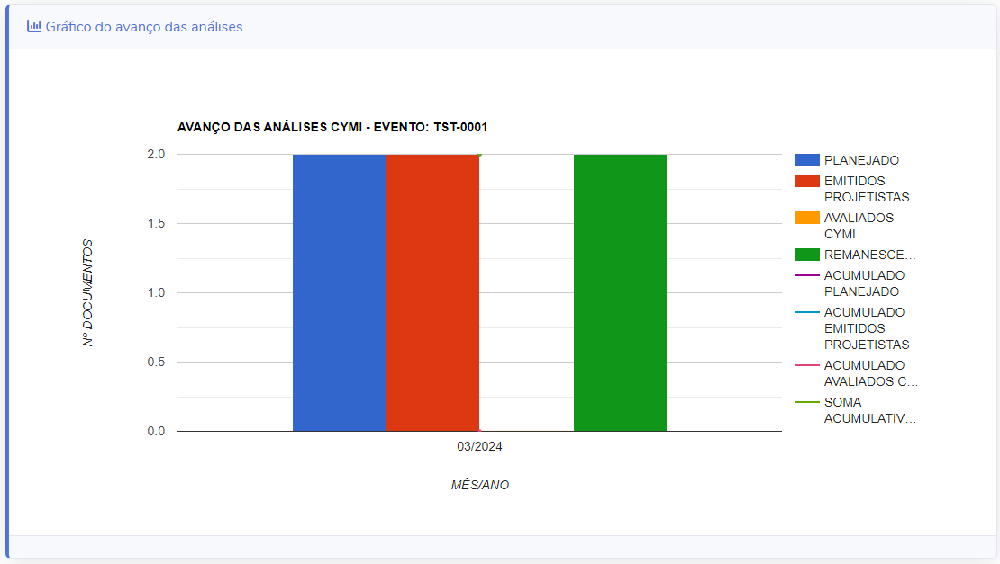 Gráfico do avanço das análises
AVANÇO DAS ANÁLISES CYMI - EVENTO: TST-0001
2.0
1.5
1.0
0.5
0.0
Nº DOCUMENTOS
03/2024
MÊS/ANO
PLANEJADO
EMITIDOS
PROJETISTAS
AVALIADOS
CYMI
REMANESCE...
ACUMULADO
PLANEJADO
ACUMULADO
EMITIDOS
PROJETISTAS
ACUMULADO
AVALIADOS C...
SOMA
ACUMULATIV...